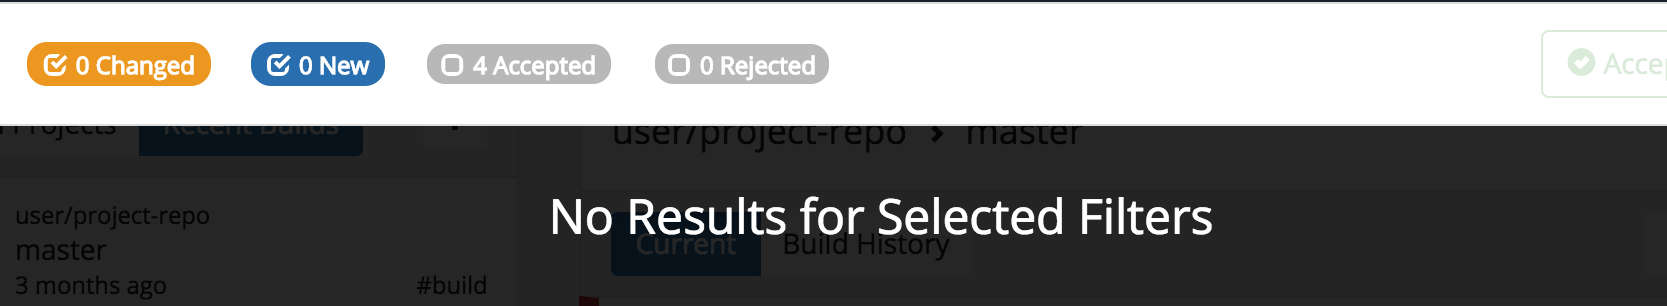 0 Changed
0 New
4 Accepted
0 Rejected
Projects
Recent Builds
user/project-repo > master
No Results for Selected Filters
Current
Build History
user/project-repo
master
3 months ago
#build